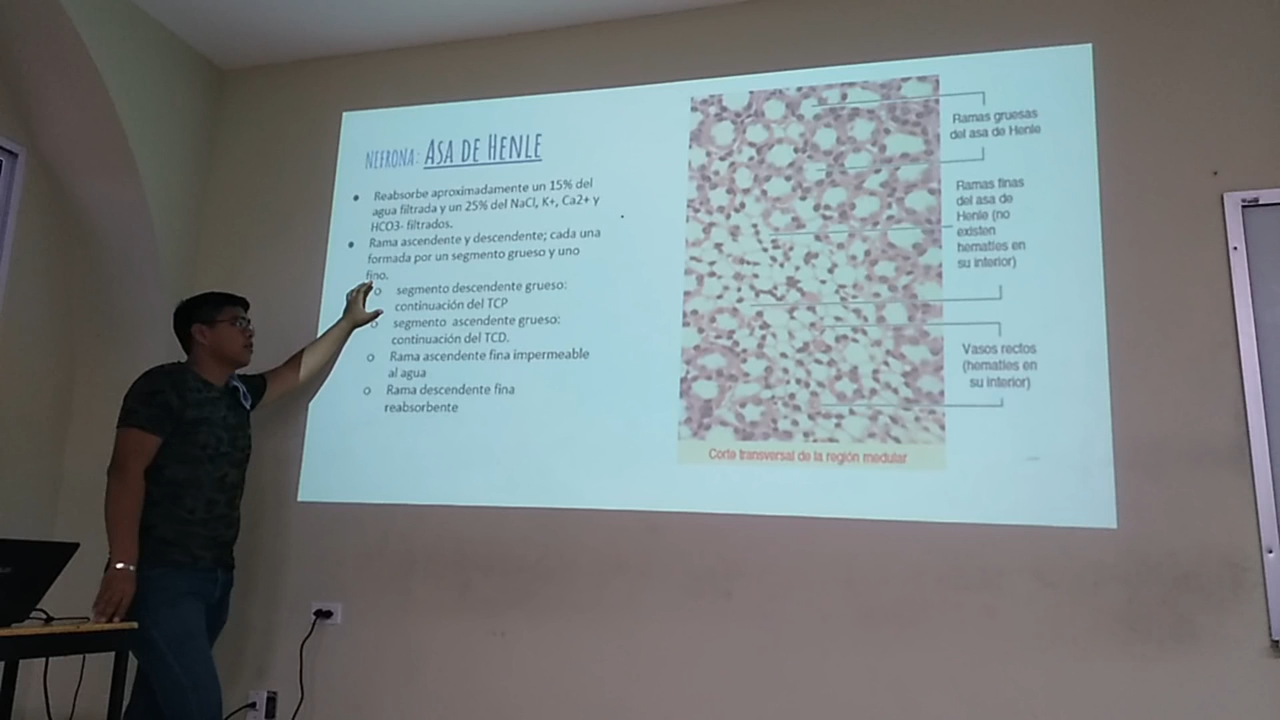 NEFRONA: ASA DE HENLE
● Reabsorbe aproximadamente un 15% del
agua filtrada y un 25% del NaCl, K+, Ca2+ y
HCO3- filtrados.
● Rama ascendente y descendente; cada una
formada por un segmento grueso y uno
fino.
○ segmento descendente grueso:
continuación del TCP
○ segmento ascendente grueso:
continuación del TCD.
○ Rama ascendente fina impermeable
al agua
○ Rama descendente fina
reabsorbente
Ramas gruesas
del asa de Henle
Ramas finas
del asa de
Henle (no
existen
hematíes en
su interior)
Vasos rectos
(hematíes en
su interior)
Corte transversal de la región medular